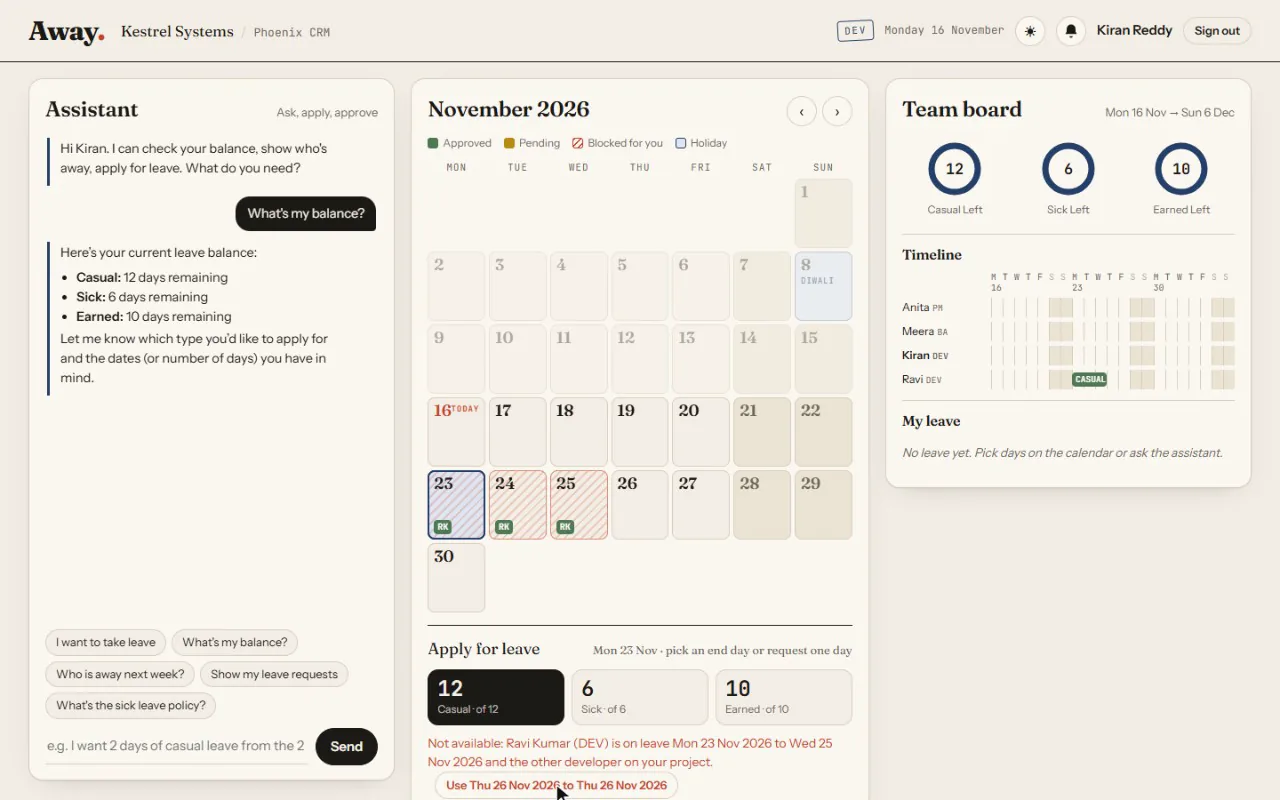 Away. Kestrel Systems / Phoenix CRM
DEV Monday 16 November Kiran Reddy Sign out
Assistant
Ask, apply, approve
Hi Kiran. I can check your balance, show who's
away, apply for leave. What do you need?
What's my balance?
Here's your current leave balance:
• Casual: 12 days remaining
• Sick: 6 days remaining
• Earned: 10 days remaining
Let me know which type you'd like to apply for
and the dates (or number of days) you have in
mind.
I want to take leave
What's my balance?
Who is away next week?
Show my leave requests
What's the sick leave policy?
e.g. I want 2 days of casual leave from the 2
Send
November 2026
‹ ›
Approved Pending Blocked for you Holiday
MON TUE WED THU FRI SAT SUN
1
2 3 4 5 6 7 8
DIWALI
9 10 11 12 13 14 15
16 TODAY 17 18 19 20 21 22
23 24 25 26 27 28 29
RK RK RK
30
Apply for leave
Mon 23 Nov · pick an end day or request one day
12 6 10
Casual · of 12 Sick · of 6 Earned · of 10
Not available: Ravi Kumar (DEV) is on leave Mon 23 Nov 2026 to Wed 25
Nov 2026 and the other developer on your project.
Use Thu 26 Nov 2026 to Thu 26 Nov 2026
Team board
Mon 16 Nov → Sun 6 Dec
12 6 10
Casual Left Sick Left Earned Left
Timeline
M T W T F S S M T W T F S S M T W T F S S
16 23 30
Anita PM
Meera BA
Kiran DEV
Ravi DEV CASUAL
My leave
No leave yet. Pick days on the calendar or ask the assistant.